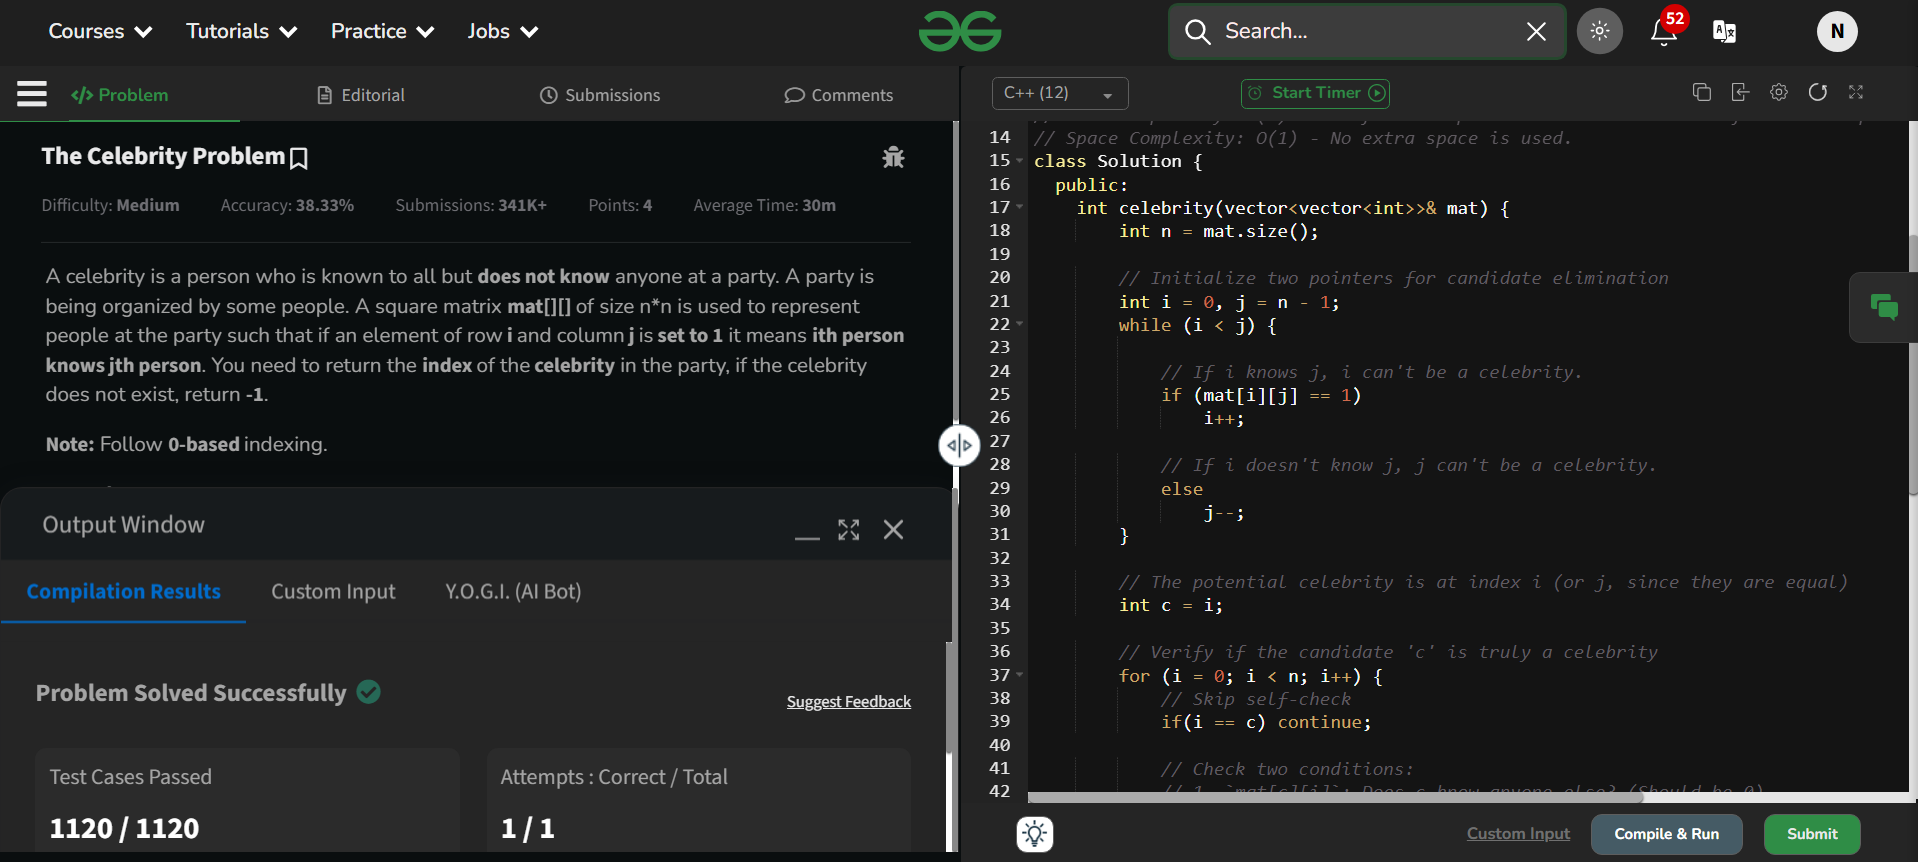 Courses Tutorials Practice Jobs Search... 52 N
Problem Editorial Submissions Comments
C++ (12) Start Timer
The Celebrity Problem
Difficulty: Medium Accuracy: 38.33% Submissions: 341K+ Points: 4 Average Time: 30m
A celebrity is a person who is known to all but does not know anyone at a party. A party is
being organized by some people. A square matrix mat[][] of size n*n is used to represent
people at the party such that if an element of row i and column j is set to 1 it means ith person
knows jth person. You need to return the index of the celebrity in the party, if the celebrity
does not exist, return -1.
Note: Follow 0-based indexing.
Output Window
Compilation Results Custom Input Y.O.G.I. (AI Bot)
Problem Solved Successfully
Suggest Feedback
Test Cases Passed
1120 / 1120
Attempts : Correct / Total
1 / 1
14 // Space Complexity: O(1) - No extra space is used.
15 class Solution {
16 public:
17 int celebrity(vector<vector<int>>& mat) {
18 int n = mat.size();
19
20 // Initialize two pointers for candidate elimination
21 int i = 0, j = n - 1;
22 while (i < j) {
23
24 // If i knows j, i can't be a celebrity.
25 if (mat[i][j] == 1)
26 i++;
27
28 // If i doesn't know j, j can't be a celebrity.
29 else
30 j--;
31 }
32
33 // The potential celebrity is at index i (or j, since they are equal)
34 int c = i;
35
36 // Verify if the candidate 'c' is truly a celebrity
37 for (i = 0; i < n; i++) {
38 // Skip self-check
39 if(i == c) continue;
40
41 // Check two conditions:
42 // 1. `mat[c][i]`: Does c know anyone else? (Should be 0)
Custom Input Compile & Run Submit